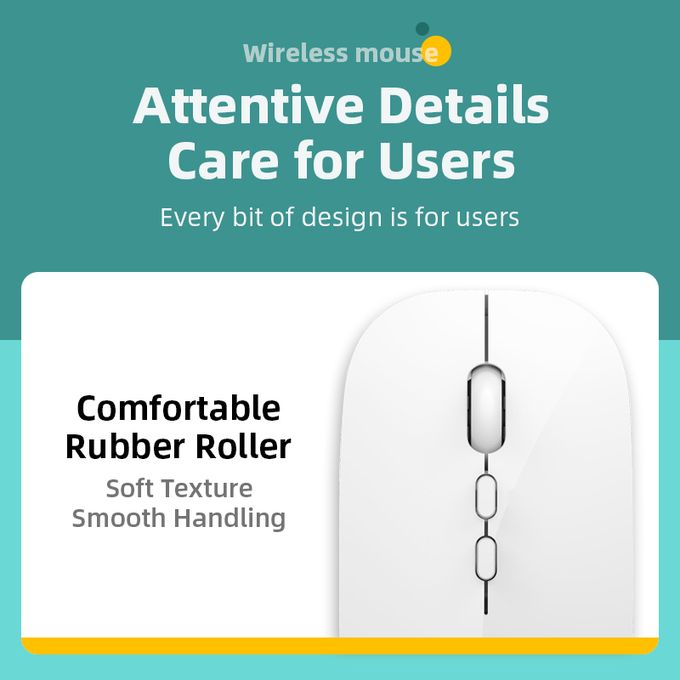 Wireless mouse
Attentive Details
Care for Users
Every bit of design is for users
Comfortable
Rubber Roller
Soft Texture
Smooth Handling